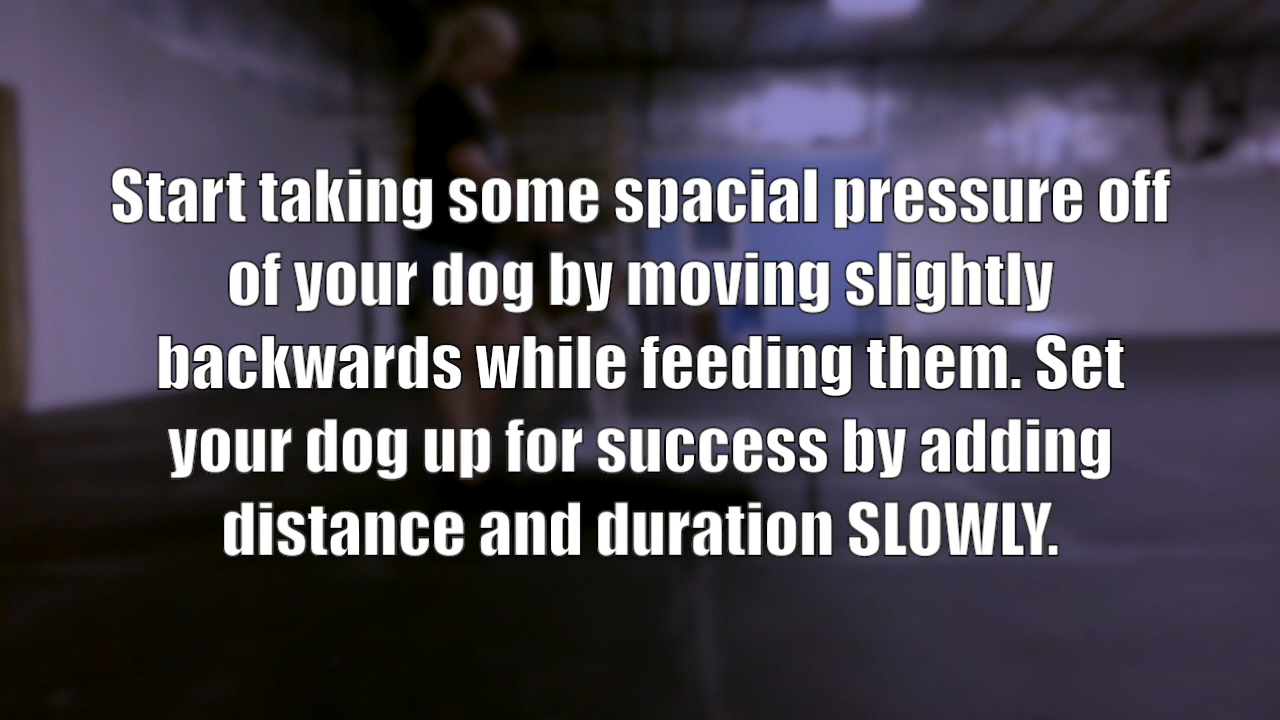 Start taking some spacial pressure off
of your dog by moving slightly
backwards while feeding them. Set
your dog up for success by adding
distance and duration SLOWLY.